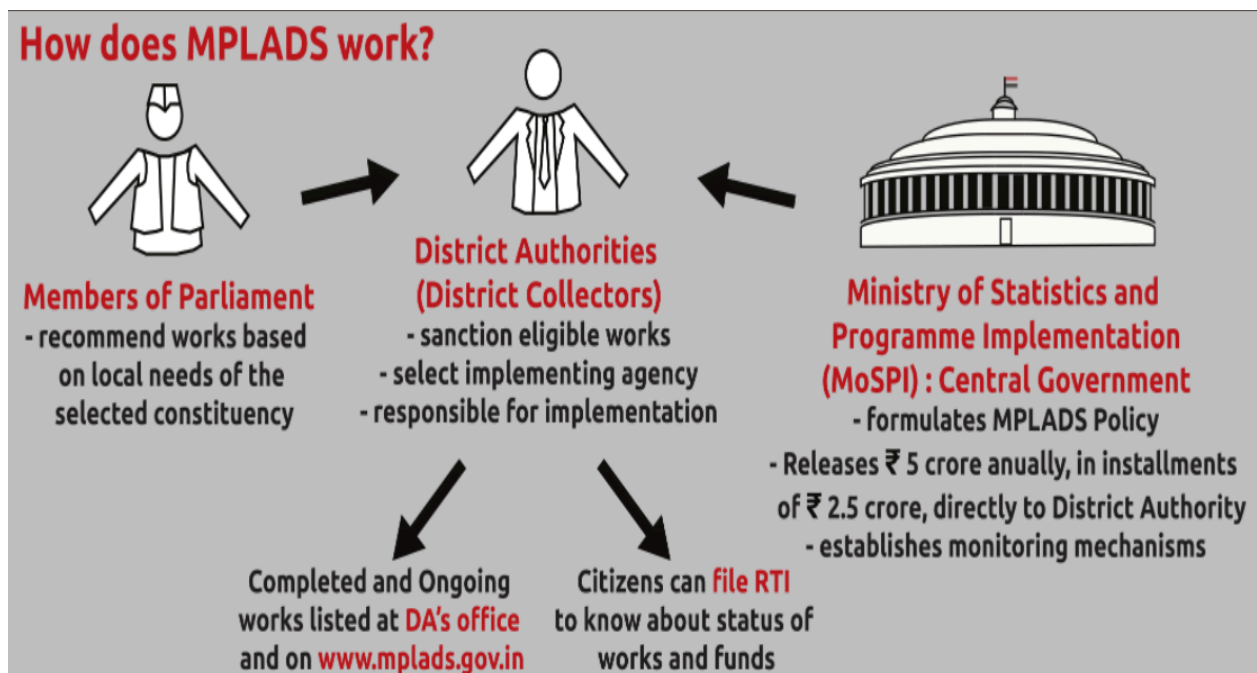 How does MPLADS work?
Members of Parliament
- recommend works based
on local needs of the
selected constituency
District Authorities
(District Collectors)
- sanction eligible works
- select implementing agency
- responsible for implementation
Ministry of Statistics and
Programme Implementation
(MoSPI) : Central Government
- formulates MPLADS Policy
- Releases ₹ 5 crore anually, in installments
of ₹ 2.5 crore, directly to District Authority
- establishes monitoring mechanisms
Completed and Ongoing
works listed at DA's office
and on www.mplads.gov.in
Citizens can file RTI
to know about status of
works and funds